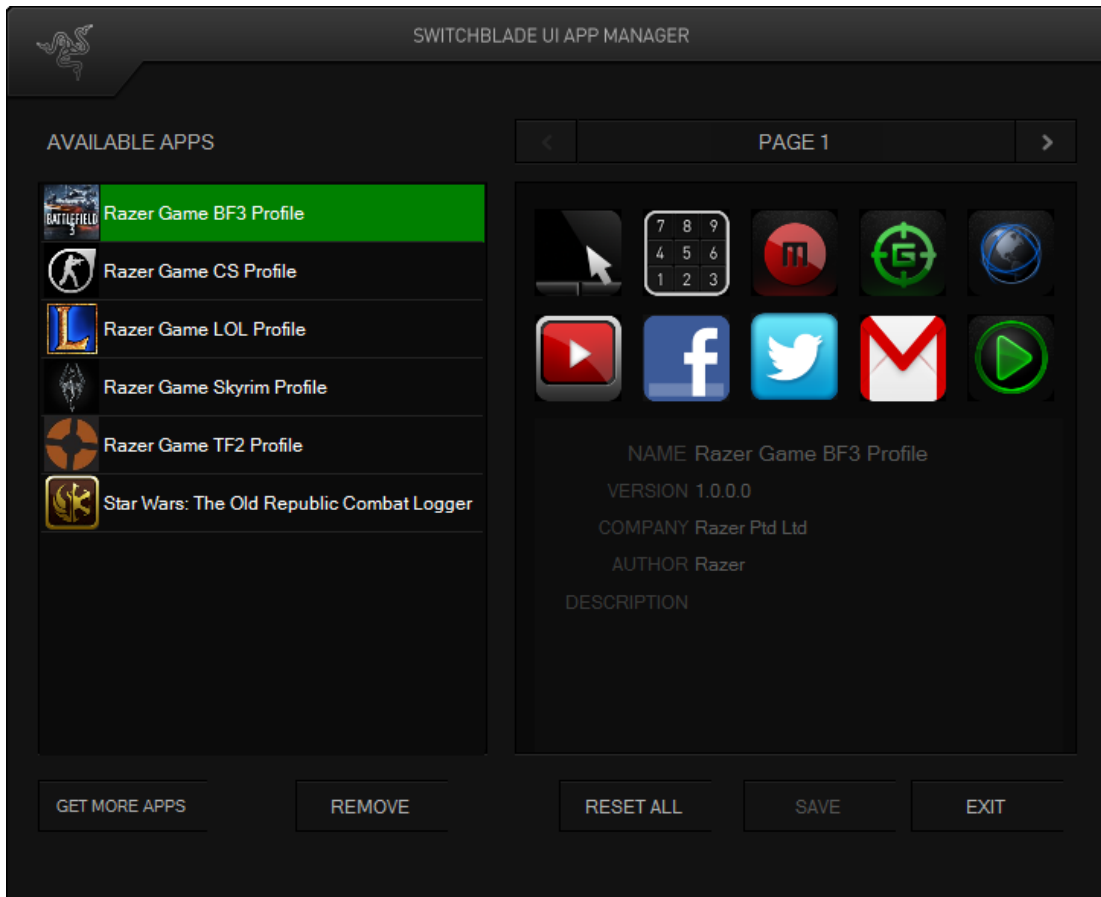 SWITCHBLADE UI APP MANAGER
AVAILABLE APPS
< PAGE 1 >
BATTLEFIELD
3
Razer Game BF3 Profile
Razer Game CS Profile
L
Razer Game LOL Profile
Razer Game Skyrim Profile
Razer Game TF2 Profile
Star Wars: The Old Republic Combat Logger
7 8 9
4 5 6
1 2 3
m
G
f
M
NAME Razer Game BF3 Profile
VERSION 1.0.0.0
COMPANY Razer Ptd Ltd
AUTHOR Razer
DESCRIPTION
GET MORE APPS
REMOVE
RESET ALL
SAVE
EXIT